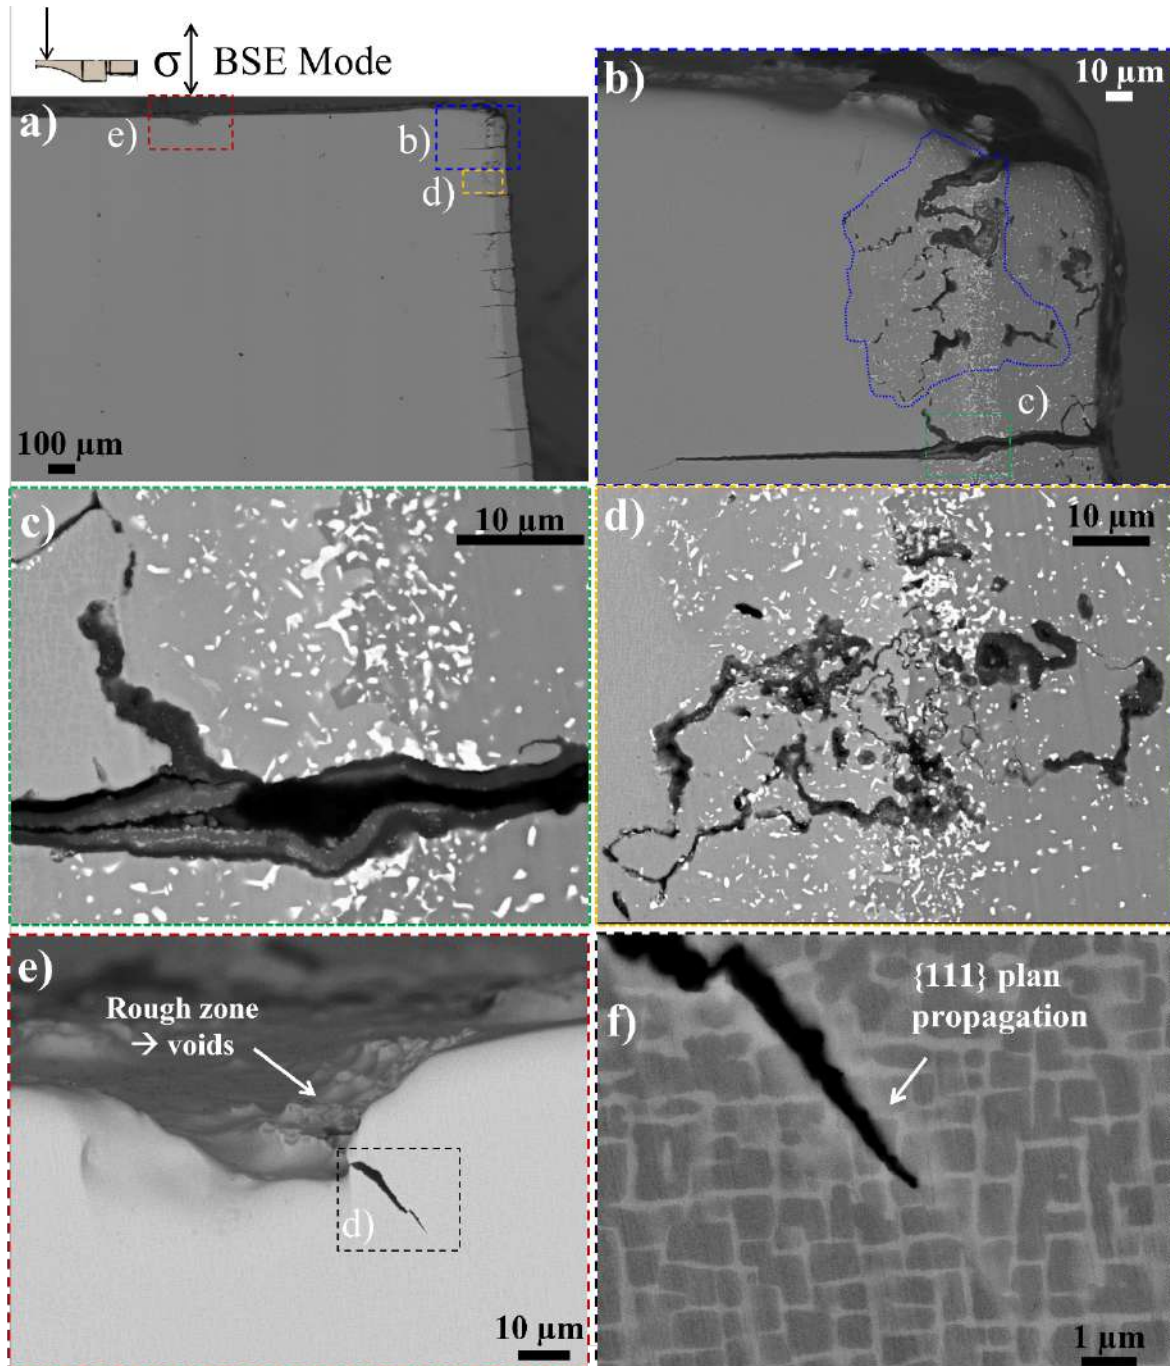 σ BSE Mode
a)
e)
b)
d)
100 µm
b)
10 µm
c)
c)
10 µm
d)
10 µm
e)
Rough zone
→ voids
d)
10 µm
f)
{111} plan
propagation
1 µm